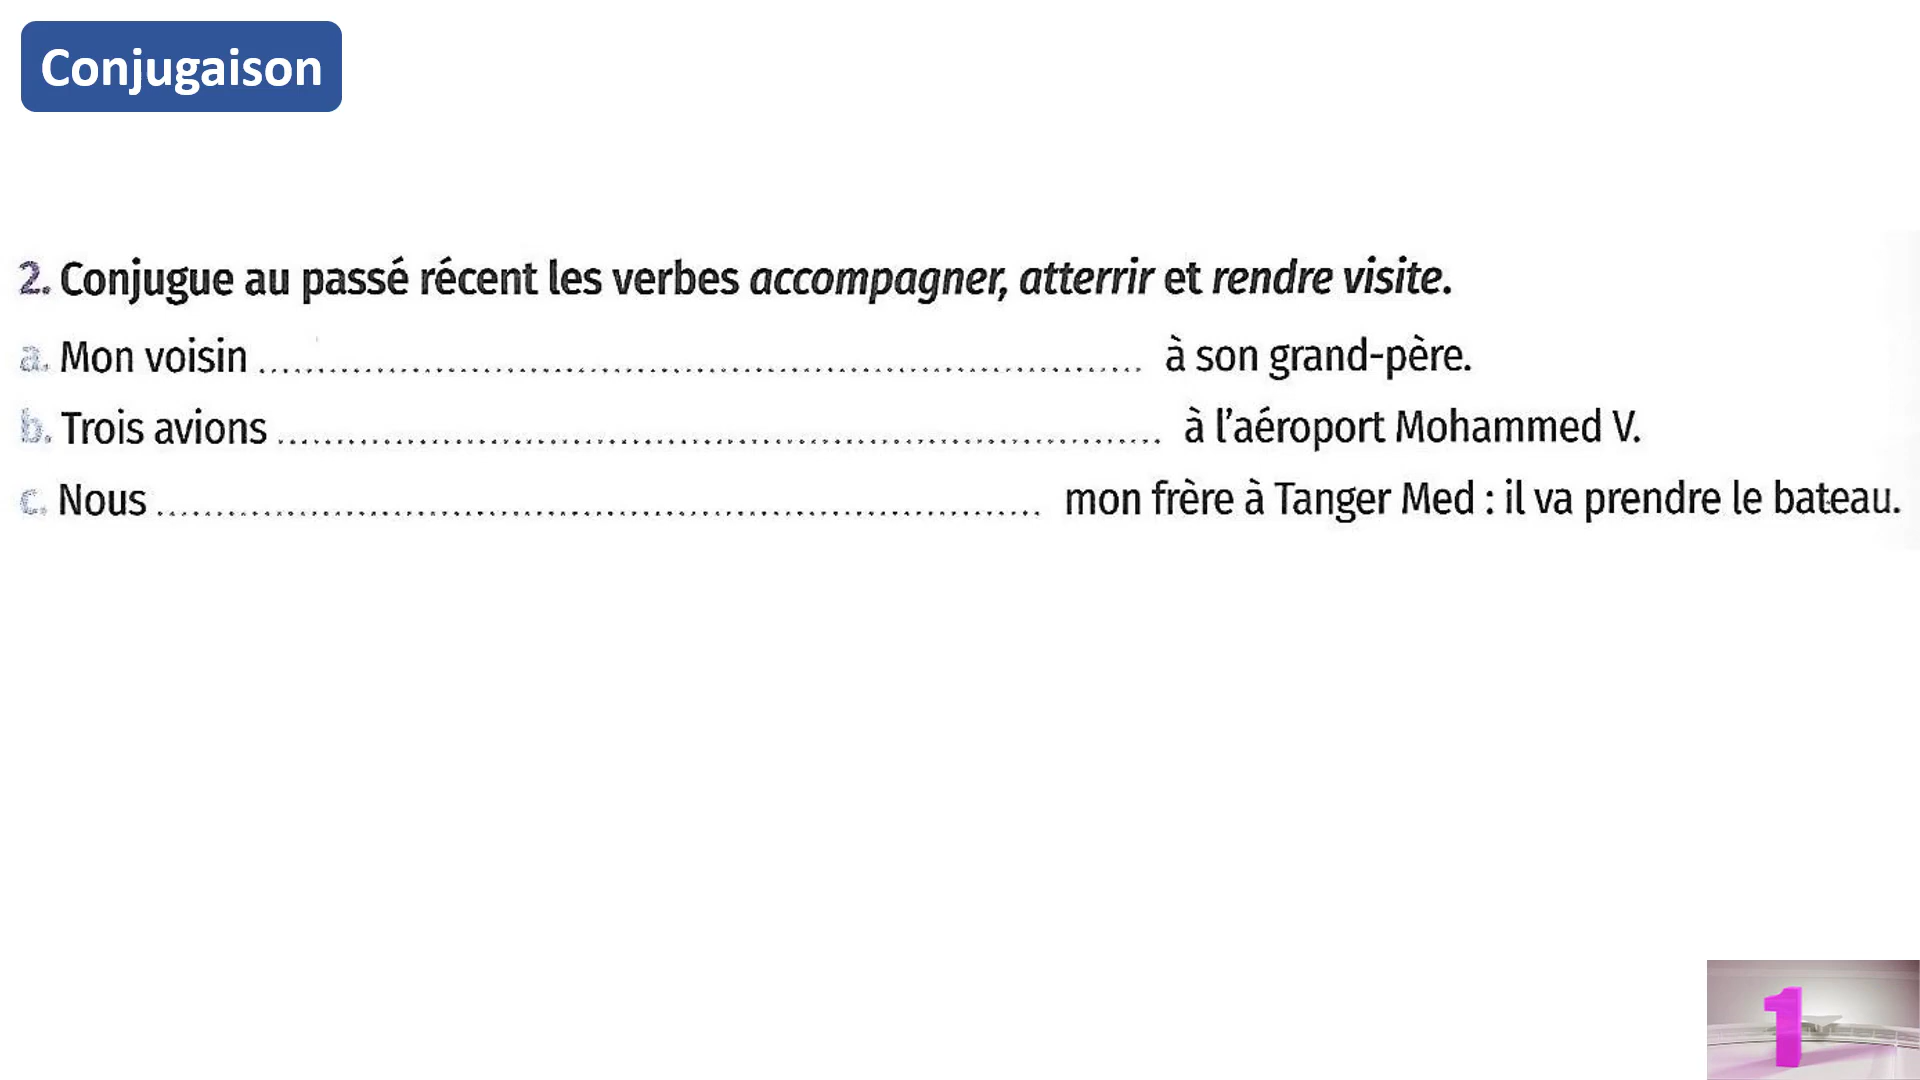 Conjugaison
2. Conjugue au passé récent les verbes accompagner, atterrir et rendre visite.
a. Mon voisin ........................................................................ à son grand-père.
b. Trois avions ........................................................................ à l'aéroport Mohammed V.
c. Nous ........................................................................ mon frère à Tanger Med : il va prendre le bateau.
1